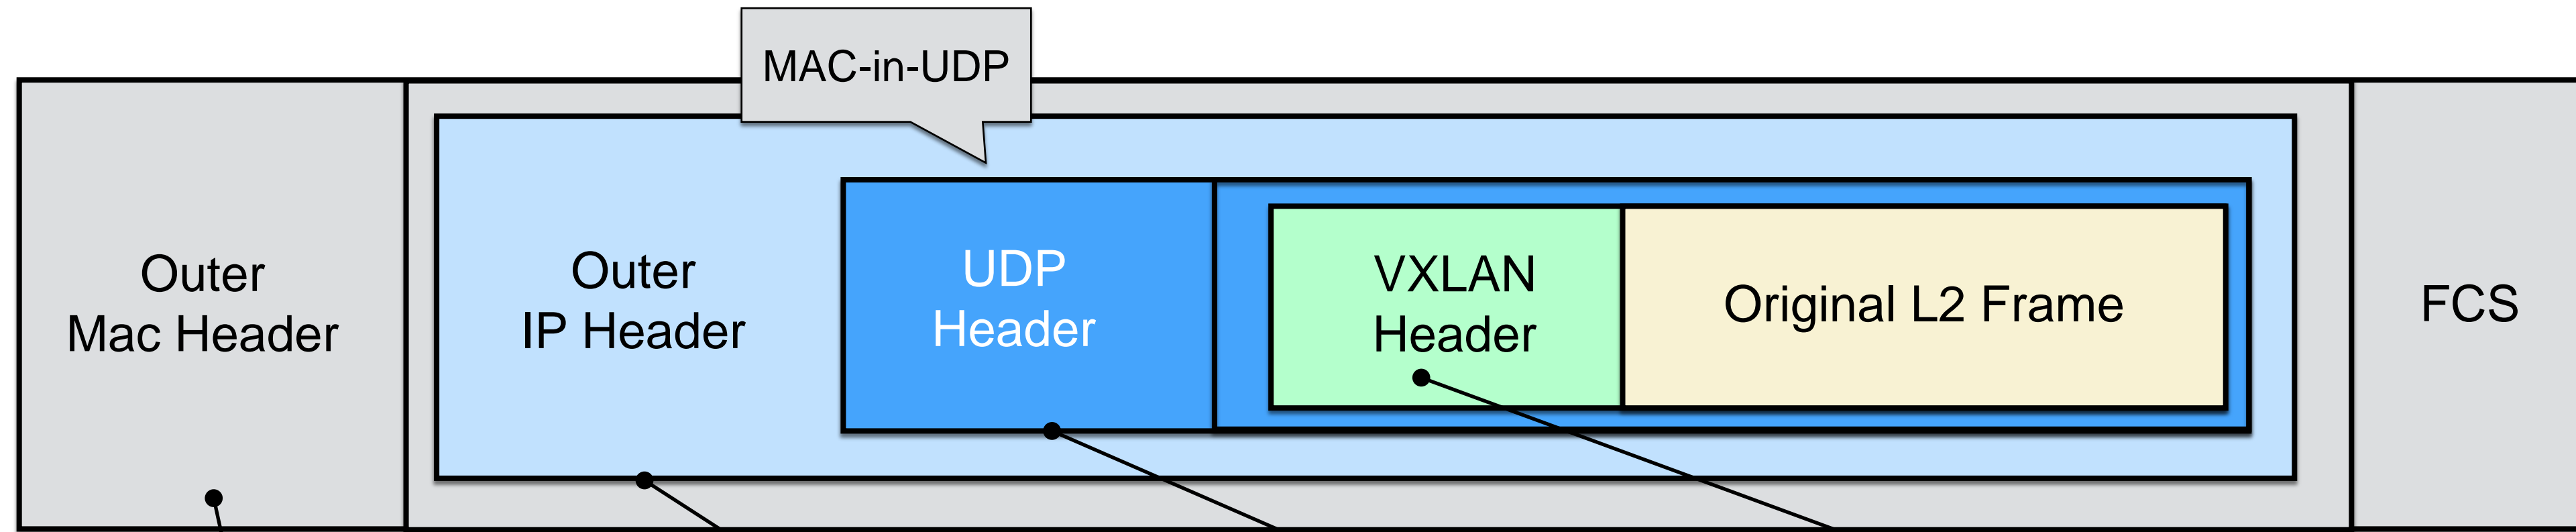 MAC-in-UDP
Outer
Mac Header
Outer
IP Header
UDP
Header
VXLAN
Header
Original L2 Frame
FCS